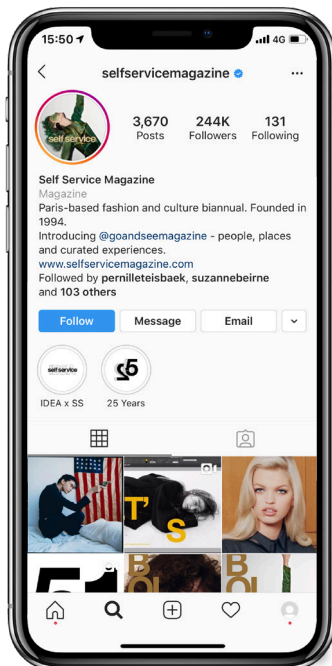 15:50
4G
selfservicemagazine
self service
3,670 244K 131
Posts Followers Following
Self Service Magazine
Magazine
Paris-based fashion and culture biannual. Founded in
1994.
Introducing @goandseemagazine - people, places
and curated experiences.
www.selfservicemagazine.com
Followed by pernilleteisbaek, suzannebeirne
and 103 others
Follow Message Email
self service
25
IDEA x SS 25 Years
T'S
51